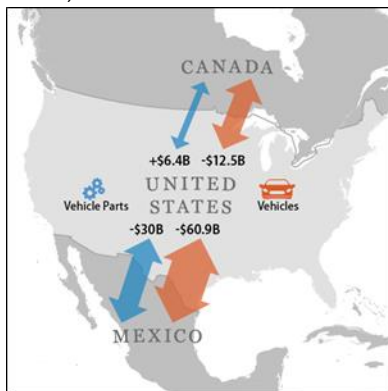 CANADA
+$6.4B -$12.5B
UNITED
STATES
Vehicle Parts
Vehicles
-$30B -$60.9B
MEXICO